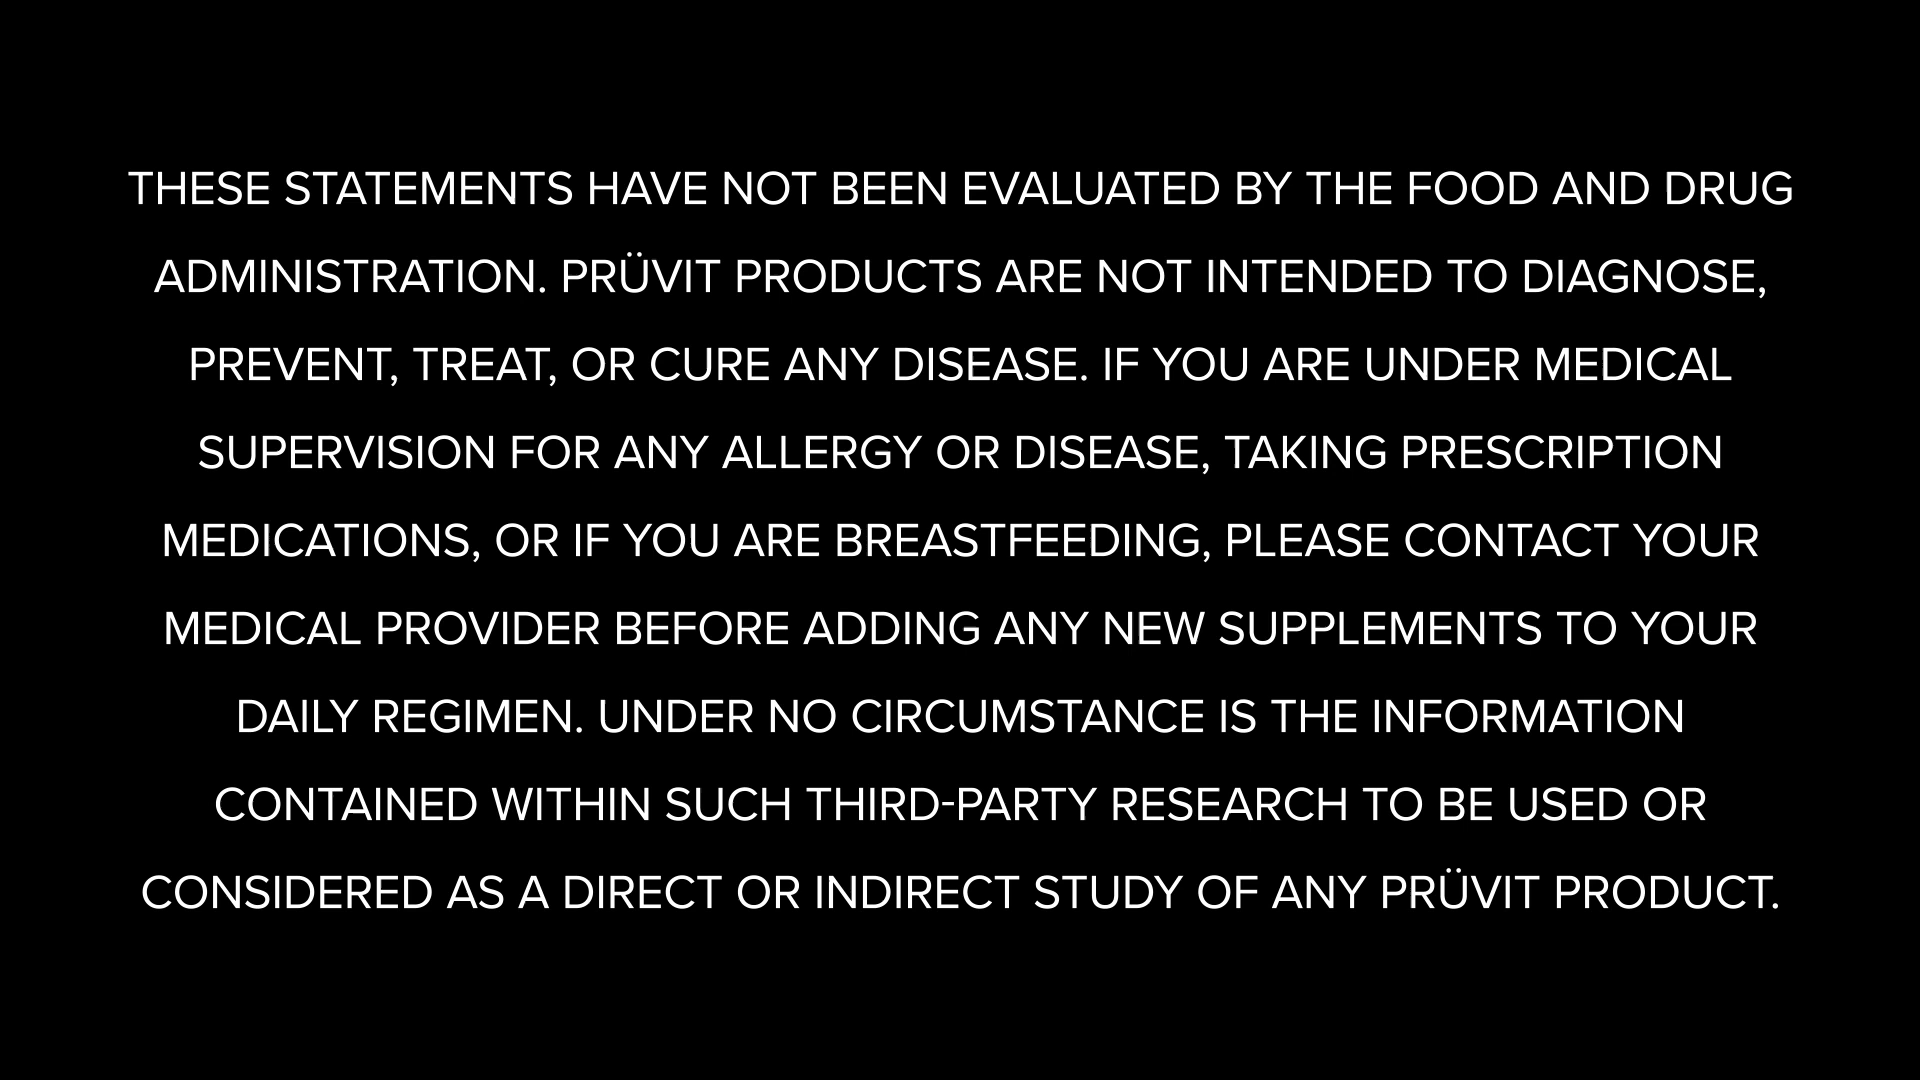 THESE STATEMENTS HAVE NOT BEEN EVALUATED BY THE FOOD AND DRUG
ADMINISTRATION. PRÜVIT PRODUCTS ARE NOT INTENDED TO DIAGNOSE,
PREVENT, TREAT, OR CURE ANY DISEASE. IF YOU ARE UNDER MEDICAL
SUPERVISION FOR ANY ALLERGY OR DISEASE, TAKING PRESCRIPTION
MEDICATIONS, OR IF YOU ARE BREASTFEEDING, PLEASE CONTACT YOUR
MEDICAL PROVIDER BEFORE ADDING ANY NEW SUPPLEMENTS TO YOUR
DAILY REGIMEN. UNDER NO CIRCUMSTANCE IS THE INFORMATION
CONTAINED WITHIN SUCH THIRD-PARTY RESEARCH TO BE USED OR
CONSIDERED AS A DIRECT OR INDIRECT STUDY OF ANY PRÜVIT PRODUCT.